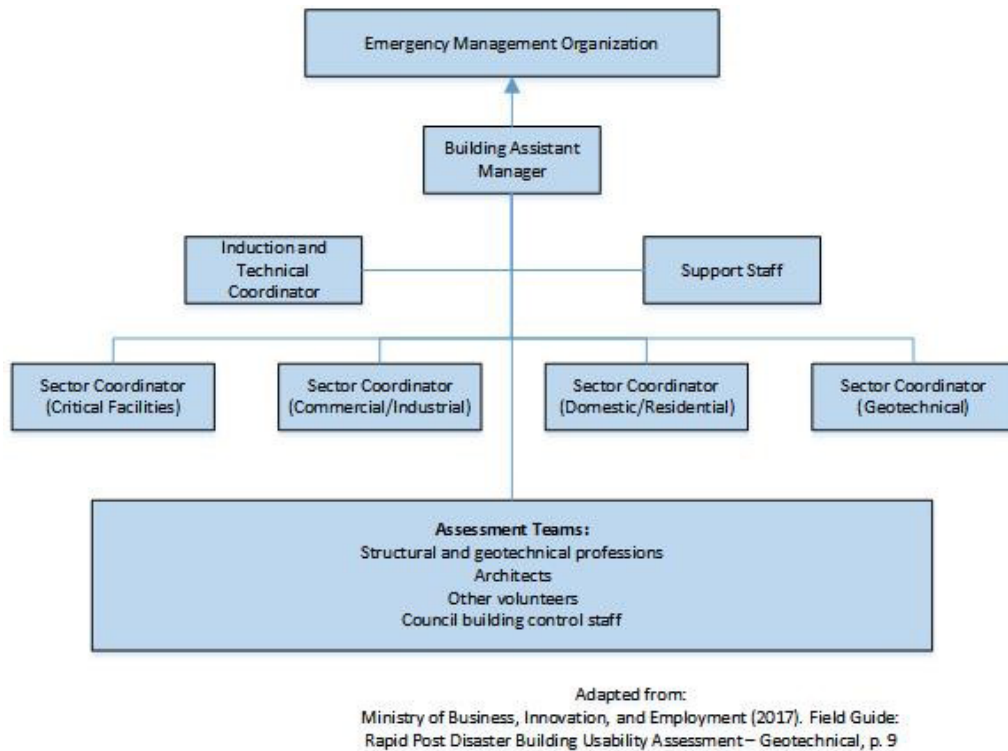 Emergency Management Organization
Building Assistant
Manager
Induction and
Technical
Coordinator
Support Staff
Sector Coordinator
(Critical Facilities)
Sector Coordinator
(Commercial/Industrial)
Sector Coordinator
(Domestic/Residential)
Sector Coordinator
(Geotechnical)
Assessment Teams:
Structural and geotechnical professions
Architects
Other volunteers
Council building control staff
Adapted from:
Ministry of Business, Innovation, and Employment (2017). Field Guide:
Rapid Post Disaster Building Usability Assessment – Geotechnical, p. 9